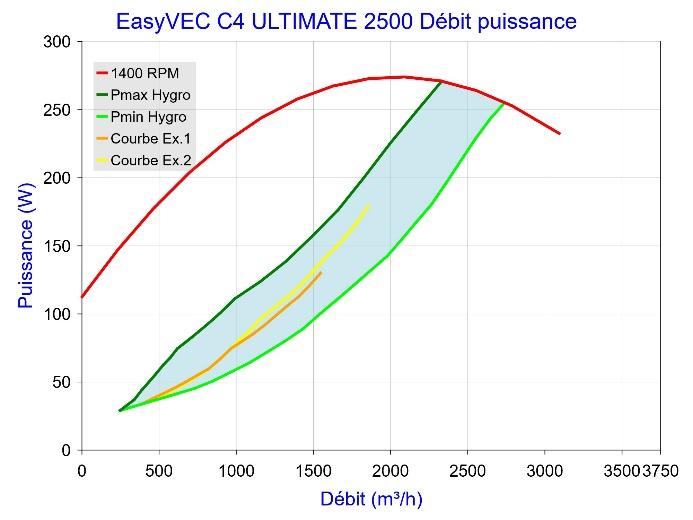 EasyVEC C4 ULTIMATE 2500 Débit puissance
300
250
200
150
100
50
0
Puissance (W)
1400 RPM
Pmax Hygro
Pmin Hygro
Courbe Ex.1
Courbe Ex.2
0 500 1000 1500 2000 2500 3000 3500 3750
Débit (m³/h)